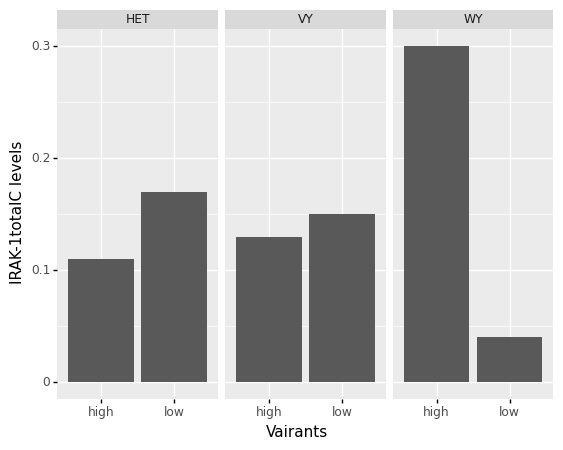 HET VY WY
0.3
0.2
0.1
0
IRAK-1totalC levels
high low high low high low
Vairants